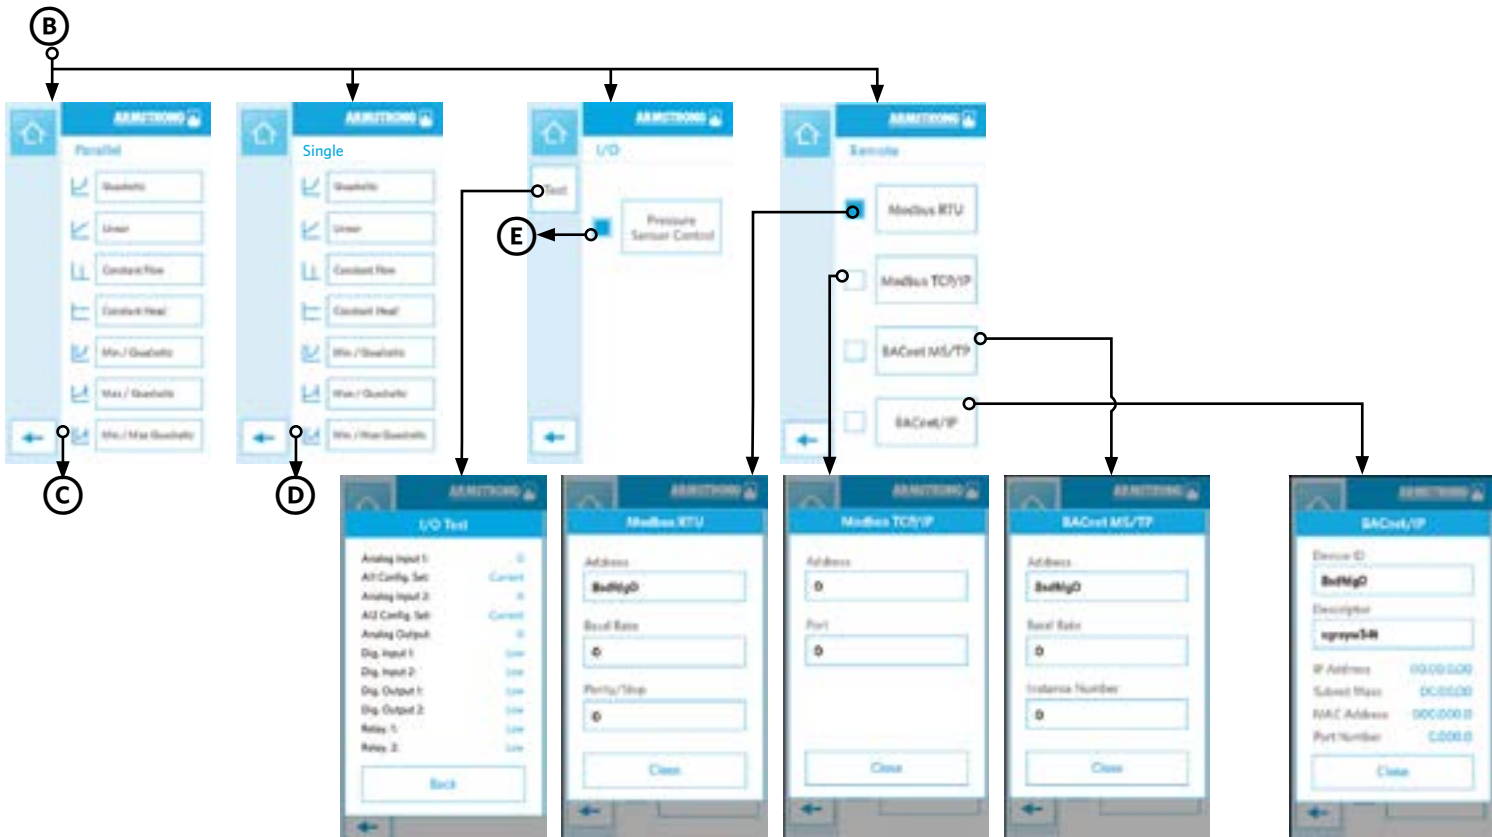 B
ARMSTRONG
Parallel
Quadratic
Linear
Constant Flow
Constant Head
Min./ Quadratic
Max./ Quadratic
Min./ Max Quadratic
C
ARMSTRONG
Single
Quadratic
Linear
Constant Flow
Constant Head
Min./ Quadratic
Max./ Quadratic
Min./ Max Quadratic
D
ARMSTRONG
I/O
Test
E
Pressure
Sensor Control
ARMSTRONG
Remote
Modbus RTU
Modbus TCP/IP
BACnet MS/TP
BACnet/IP
ARMSTRONG
I/O Test
Analog Input 1: 0
AI1 Config. Set: Current
Analog Input 2: 0
AI2 Config. Set: Current
Analog Output: 0
Dig. Input 1: Low
Dig. Input 2: Low
Dig. Output 1: Low
Dig. Output 2: Low
Relay. 1: Low
Relay. 2: Low
Back
ARMSTRONG
Modbus RTU
Address
Baud Rate
0
Parity/Stop
0
Close
ARMSTRONG
Modbus TCP/IP
Address
0
Port
0
Close
ARMSTRONG
BACnet MS/TP
Address
Baud Rate
0
Instance Number
0
Close
ARMSTRONG
BACnet/IP
Device ID
Descriptor
IP Address
Subnet Mass
MAC Address
Port Number
Close